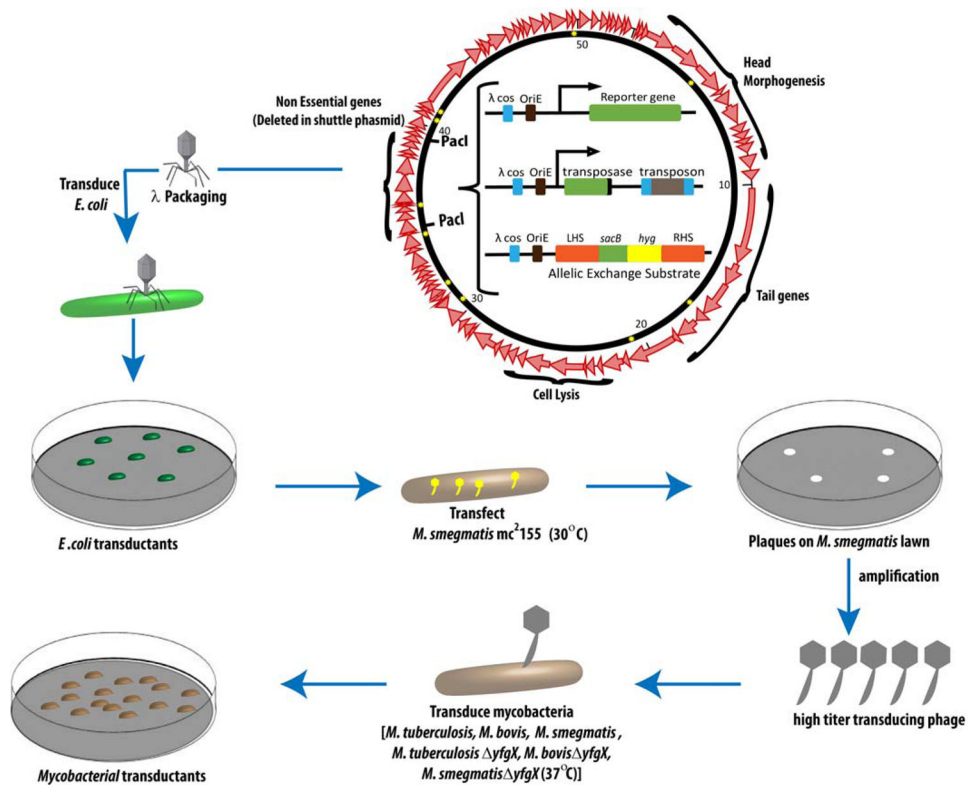 50
Head
Morphogenesis
λ cos OriE
Reporter gene
Non Essential genes
(Deleted in shuttle phasmid)
40
PacI
λ cos OriE
transposase transposon
10
Transduce
E. coli
λ Packaging
PacI
λ cos OriE LHS sacB hyg RHS
Allelic Exchange Substrate
30
Tail genes
20
Cell Lysis
Transfect
M. smegmatis mc²155 (30°C)
E .coli transductants
Plaques on M. smegmatis lawn
amplification
high titer transducing phage
Transduce mycobacteria
[M. tuberculosis, M. bovis, M. smegmatis ,
M. tuberculosis ΔyfgX, M. bovisΔyfgX,
M. smegmatisΔyfgX (37°C)]
Mycobacterial transductants